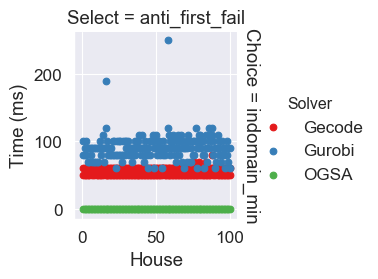 Select = anti_first_fail
Choice = indomain_min
Time (ms)
200
100
0
0
50
100
House
Solver
Gecode
Gurobi
OGSA